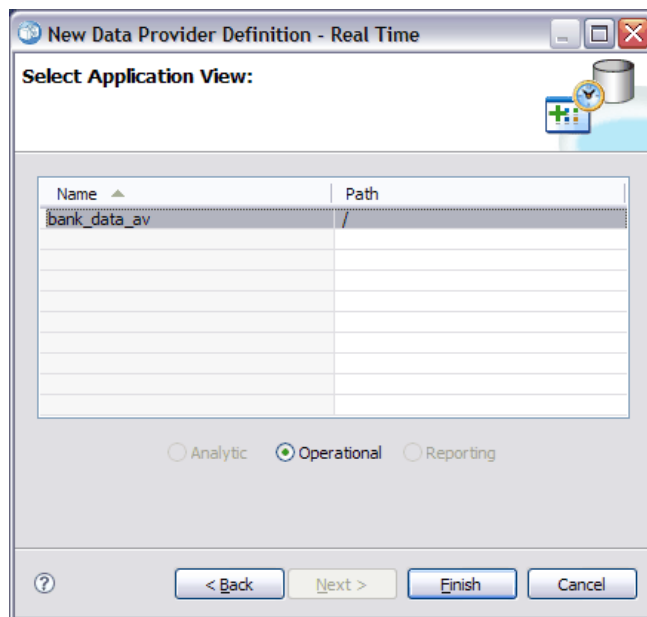 New Data Provider Definition - Real Time
Select Application View:
Name Path
bank_data_av /
Analytic Operational Reporting
? < Back Next > Finish Cancel